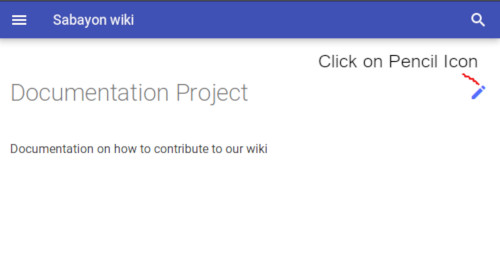 Sabayon wiki
Click on Pencil Icon
Documentation Project
Documentation on how to contribute to our wiki